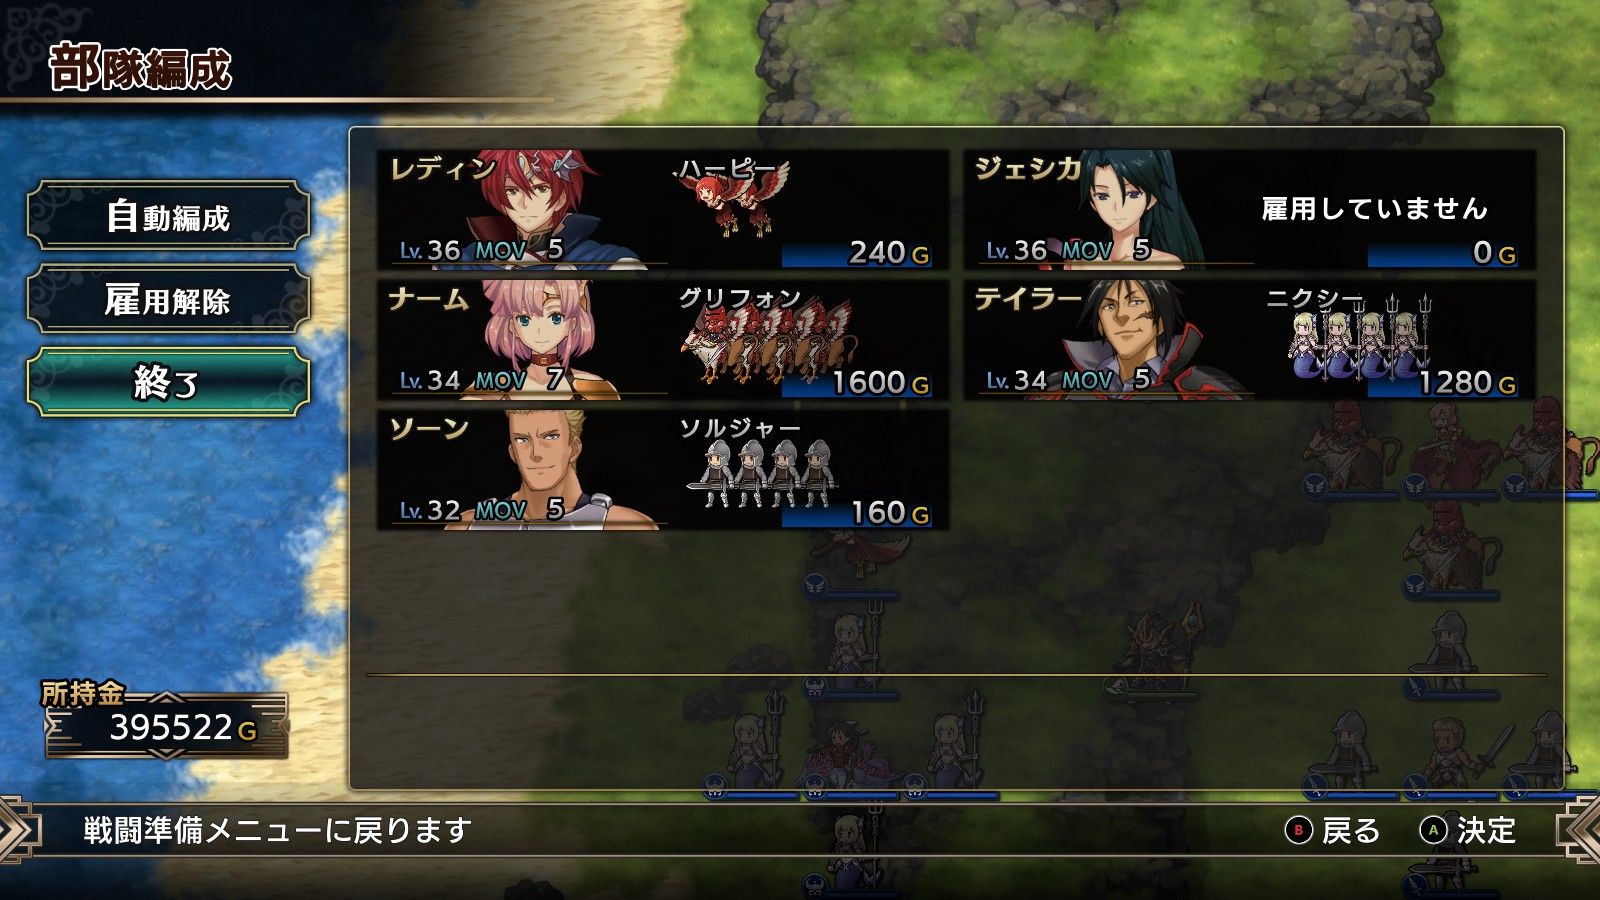 部隊編成
自動編成
雇用解除
終了
所持金
395522 G
レディン
Lv. 36 MOV 5
ハーピー
240 G
ジェシカ
Lv. 36 MOV 5
雇用していません
0 G
ナーム
Lv. 34 MOV 7
グリフォン
1600 G
テイラー
Lv. 34 MOV 5
ニクシー
1280 G
ソーン
Lv. 32 MOV 5
ソルジャー
160 G
戦闘準備メニューに戻ります
B 戻る A 決定